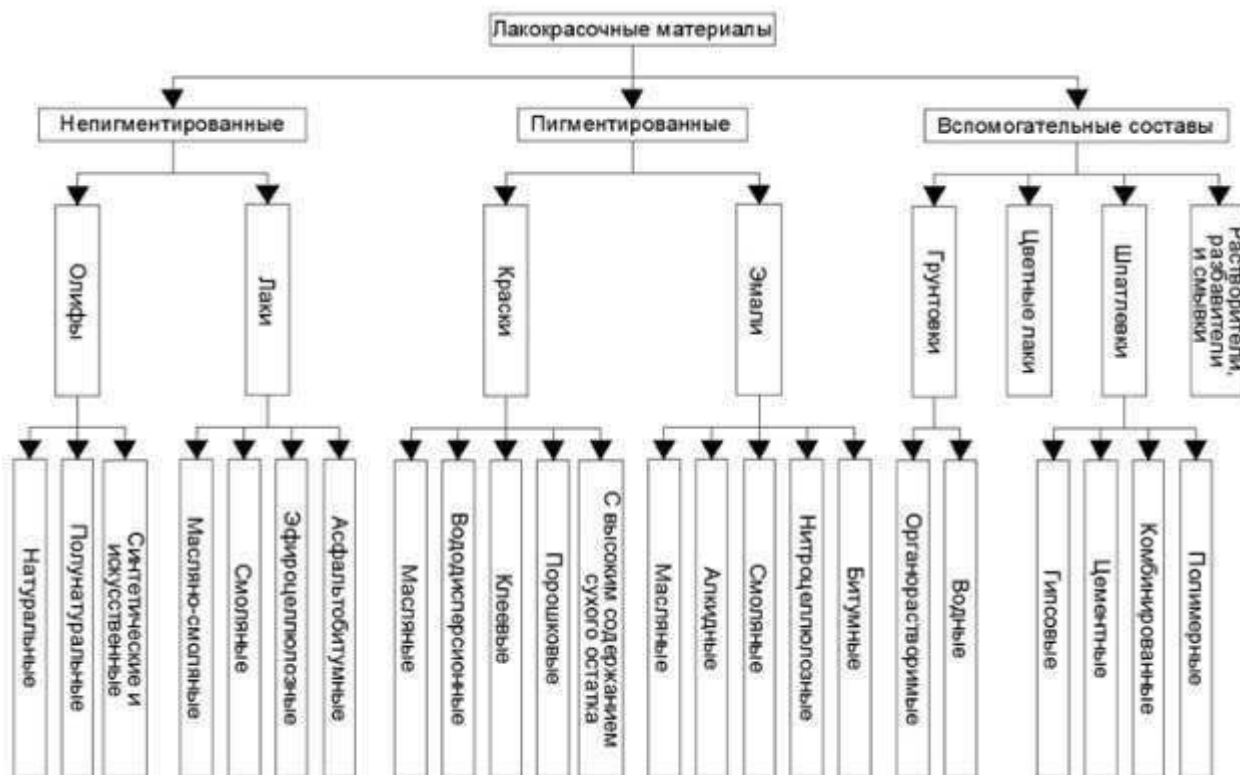 Лакокрасочные материалы
Непигментированные
Пигментированные
Вспомогательные составы
Олифы
Лаки
Краски
Эмали
Грунтовки
Цветные лаки
Шпатлевки
Растворители,
разбавители
и смывки
Натуральные
Полунатуральные
Синтетические и
искусственные
Масляно-смоляные
Смоляные
Эфироцеллюлозные
Асфальтобитумные
Масляные
Вододисперсионные
Клеевые
Порошковые
С высоким содержанием
сухого остатка
Масляные
Алкидные
Смоляные
Нитроцеллюлозные
Битумные
Органорастворимые
Водные
Гипсовые
Цементные
Комбинированные
Полимерные